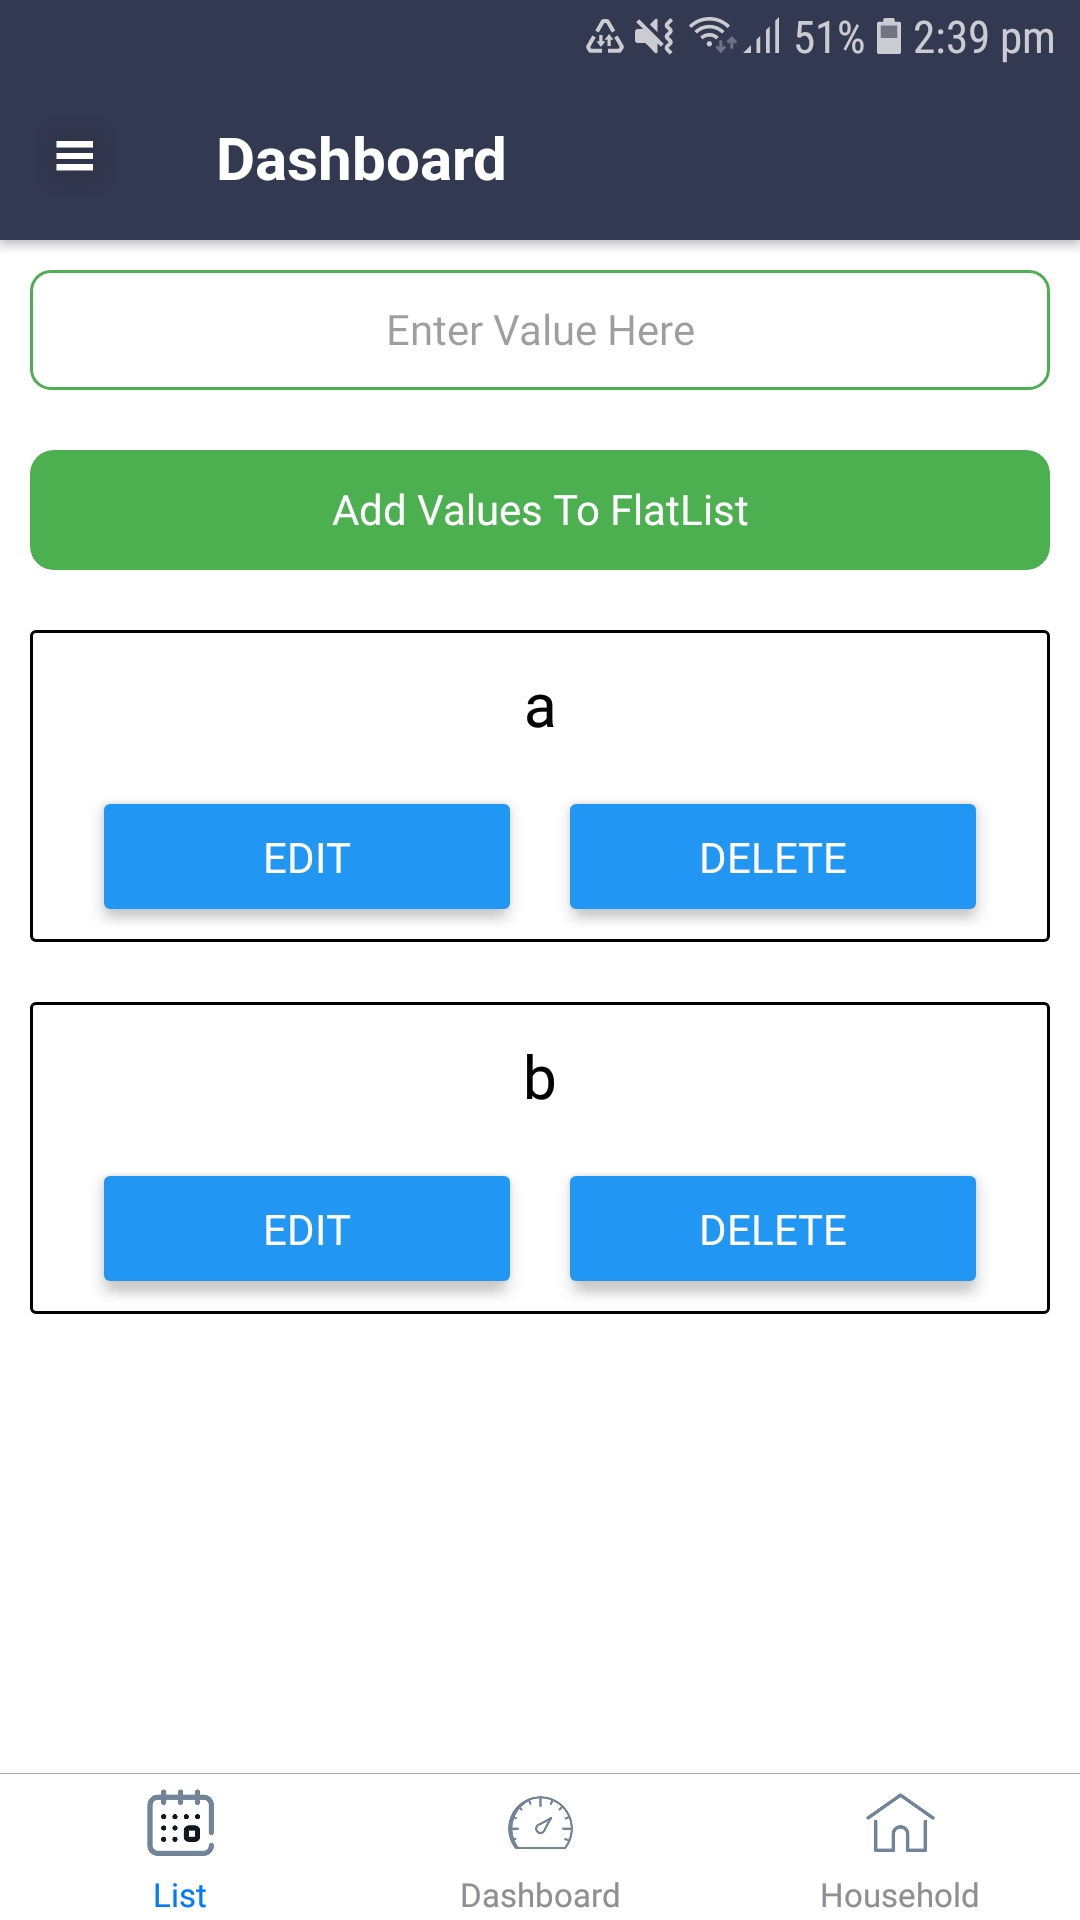 51% 2:39 pm
Dashboard
Enter Value Here
Add Values To FlatList
a
EDIT DELETE
b
EDIT DELETE
List Dashboard Household